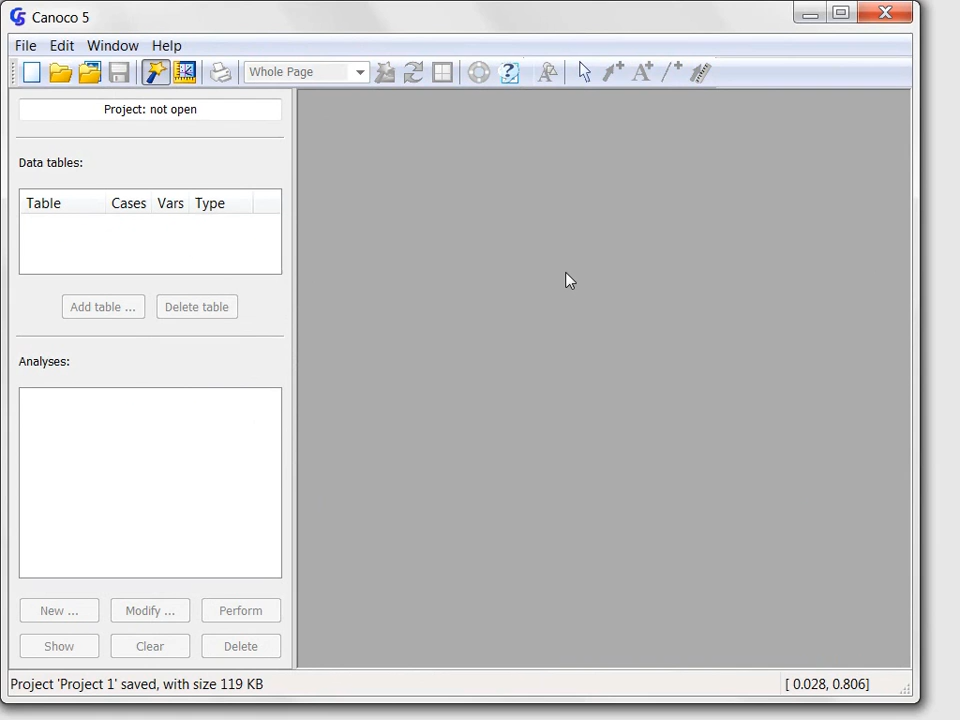 Canoco 5
File Edit Window Help
Whole Page
Project: not open
Data tables:
Table Cases Vars Type
Add table ... Delete table
Analyses:
New ... Modify ... Perform
Show Clear Delete
Project 'Project 1' saved, with size 119 KB [ 0.028, 0.806]